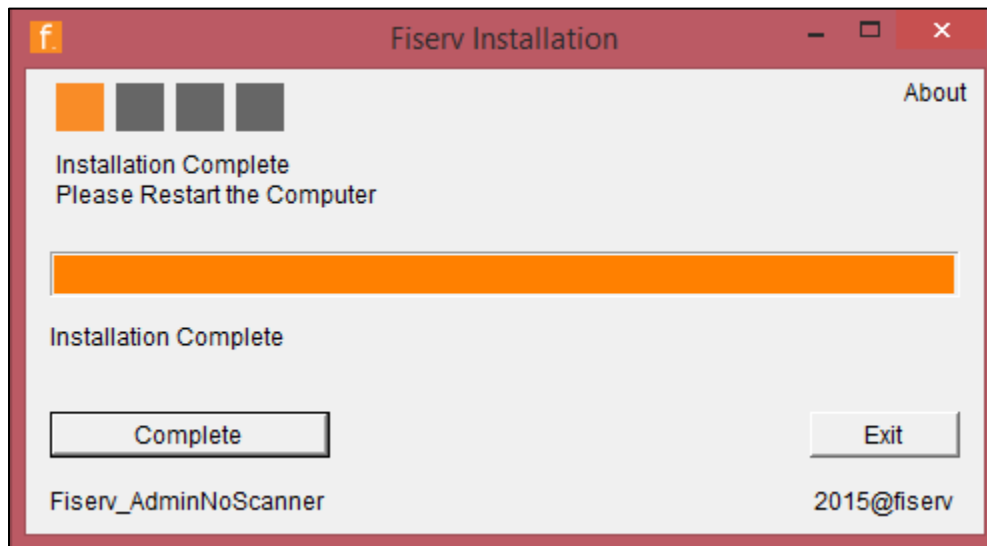 f.
Fiserv Installation
About
Installation Complete
Please Restart the Computer
Installation Complete
Complete
Exit
Fiserv_AdminNoScanner
2015@fiserv